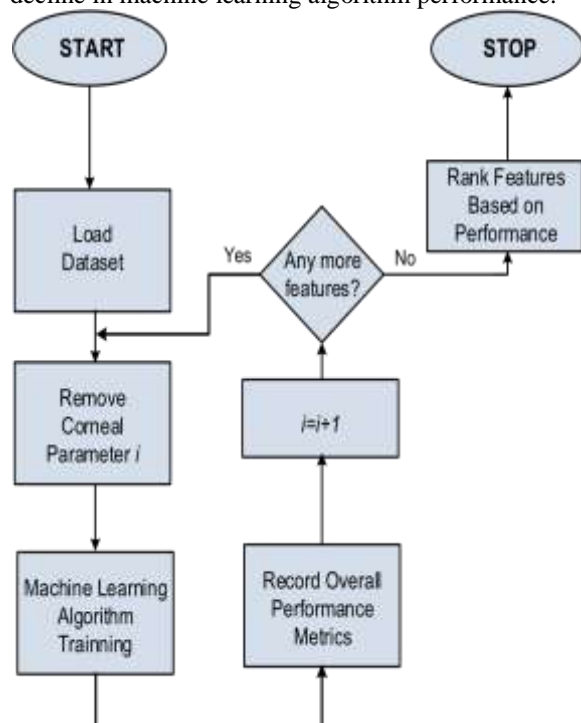 decline in machine learning algorithm performance.
START
Load
Dataset
Remove
Corneal
Parameter i
Machine Learning
Algorithm
Trainning
Record Overall
Performance
Metrics
i=i+1
Any more
features?
Yes
No
Rank Features
Based on
Performance
STOP